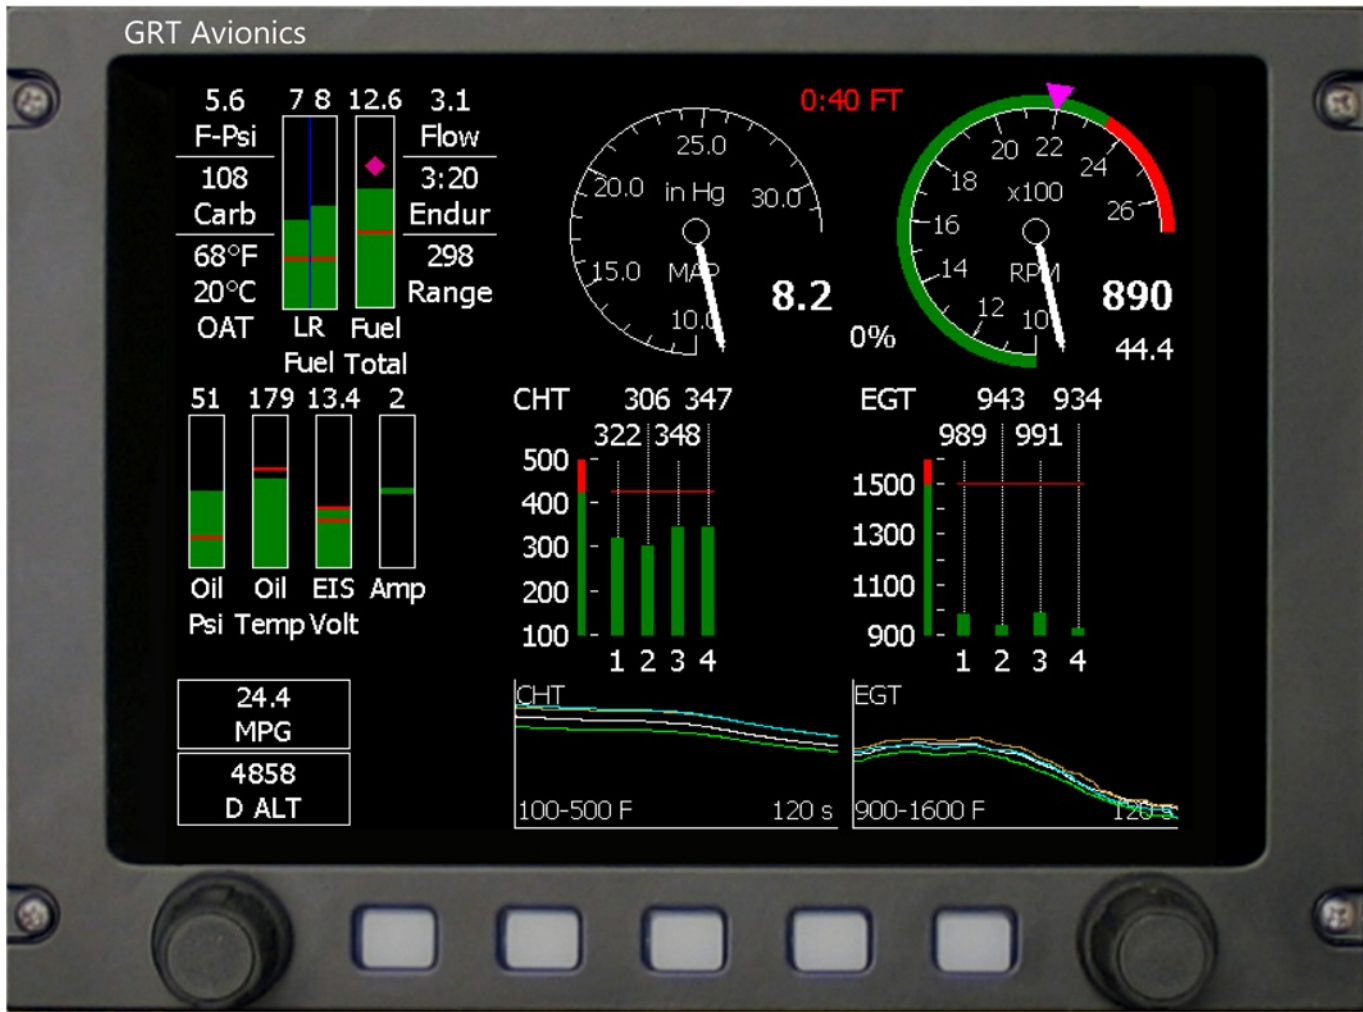 GRT Avionics
5.6
F-Psi
108
Carb
68°F
20°C
OAT
7 8
LR
Fuel
12.6
Fuel
Total
3.1
Flow
3:20
Endur
298
Range
0:40 FT
25.0
20.0
in Hg
30.0
15.0
MAP
10.0
8.2
0%
20
22
24
18
x100
26
16
14
RPM
12
10
890
44.4
51
Oil
Psi
179
Oil
Temp
13.4
EIS
Volt
2
Amp
CHT
306 347
322 348
500
400
300
200
100
1 2 3 4
EGT
943 934
989 991
1500
1300
1100
900
1 2 3 4
24.4
MPG
4858
D ALT
CHT
100-500 F
120 s
EGT
900-1600 F
120 s